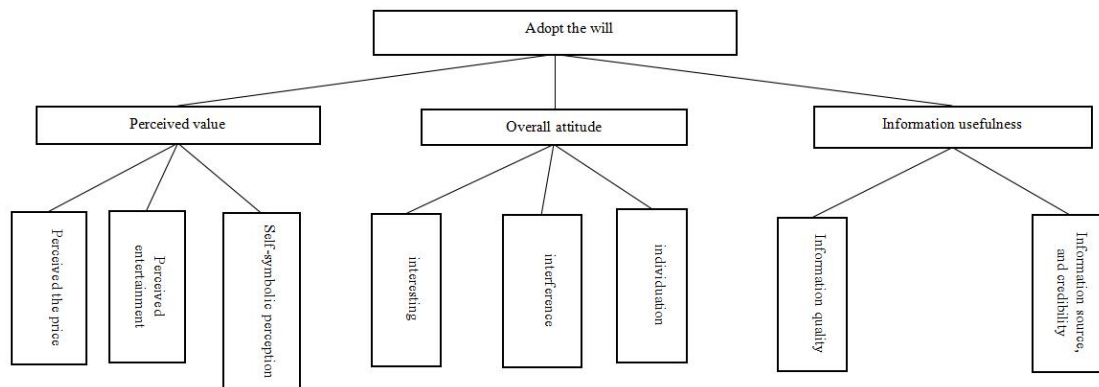 Adopt the will
Perceived value
Overall attitude
Information usefulness
Perceived the price
Perceived
entertainment
Self-symbolic perception
interesting
interference
individuation
Information quality
Information source,
and credibility